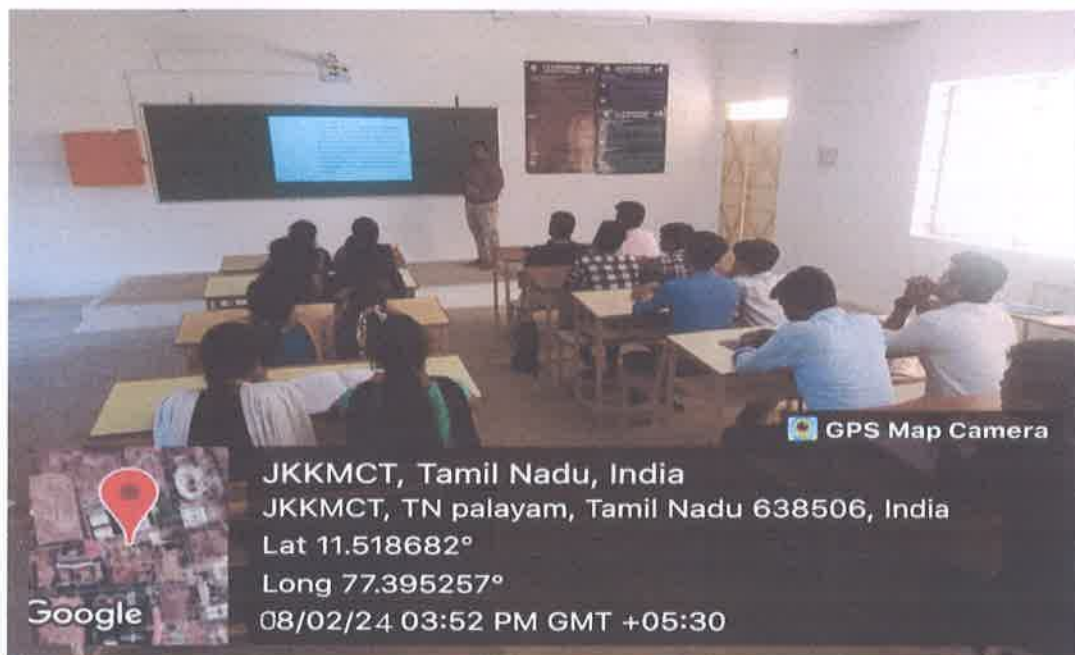 GPS Map Camera
JKKMCT, Tamil Nadu, India
JKKMCT, TN palayam, Tamil Nadu 638506, India
Lat 11.518682°
Long 77.395257°
Google
08/02/24 03:52 PM GMT +05:30